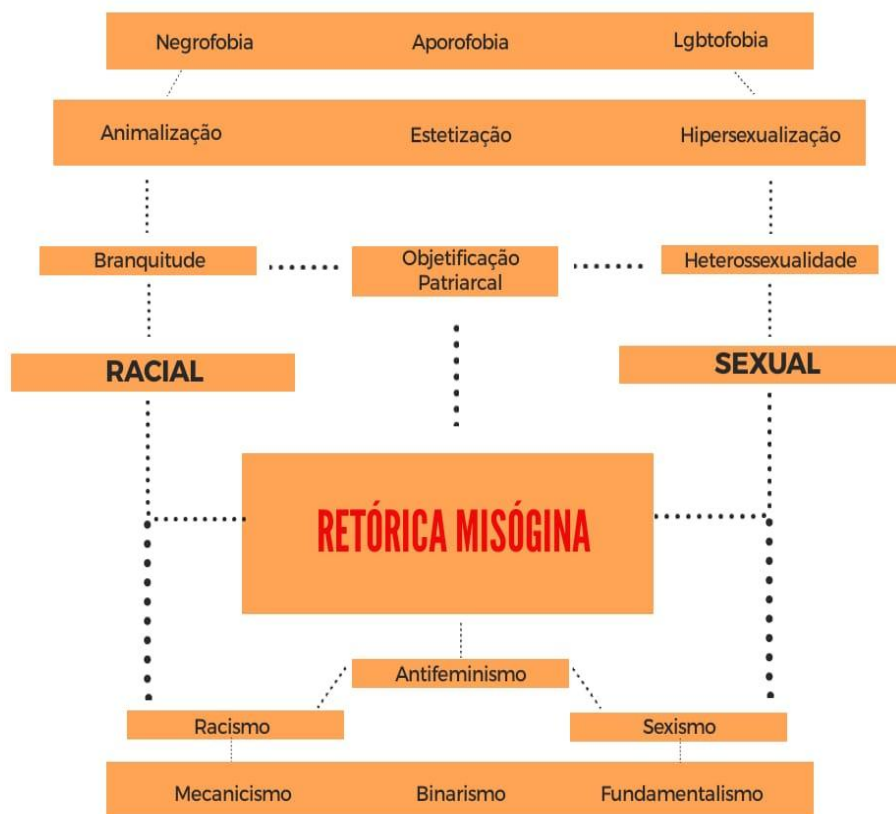 Negrofobia Aporofobia Lgbtofobia
Animalização Estetização Hipersexualização
Branquitude Objetificação Heterossexualidade
Patriarcal
RACIAL SEXUAL
RETÓRICA MISÓGINA
Antifeminismo
Racismo Sexismo
Mecanicismo Binarismo Fundamentalismo